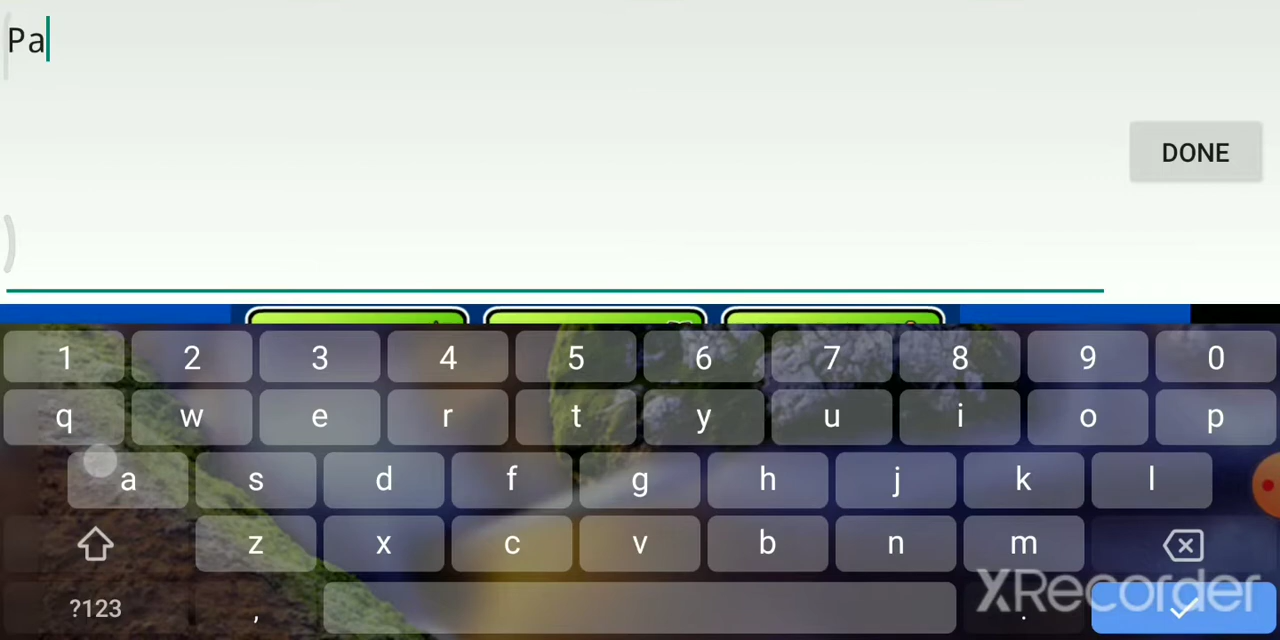 Pa
DONE
1 2 3 4 5 6 7 8 9 0
q w e r t y u i o p
a s d f g h j k l
z x c v b n m
?123 , .
XRecorder